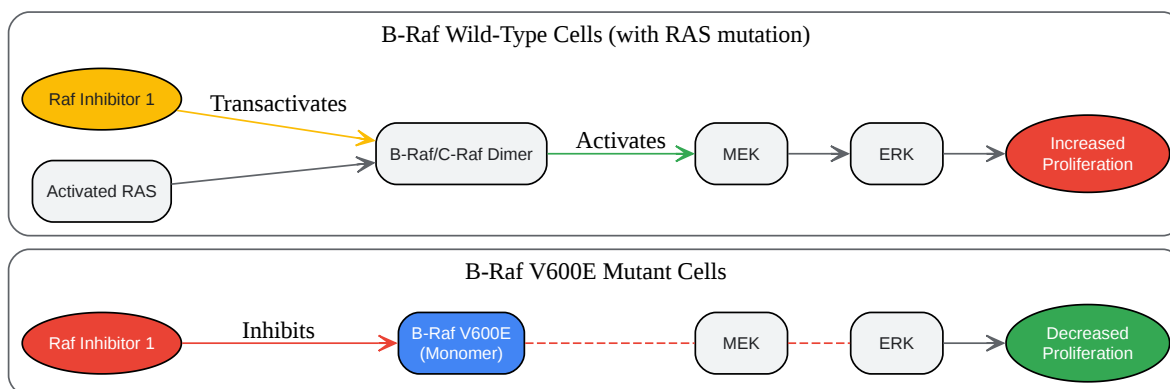 B-Raf Wild-Type Cells (with RAS mutation)
Raf Inhibitor 1
Transactivates
Activated RAS
B-Raf/C-Raf Dimer
Activates
MEK
ERK
Increased
Proliferation
B-Raf V600E Mutant Cells
Raf Inhibitor 1
Inhibits
B-Raf V600E
(Monomer)
MEK
ERK
Decreased
Proliferation